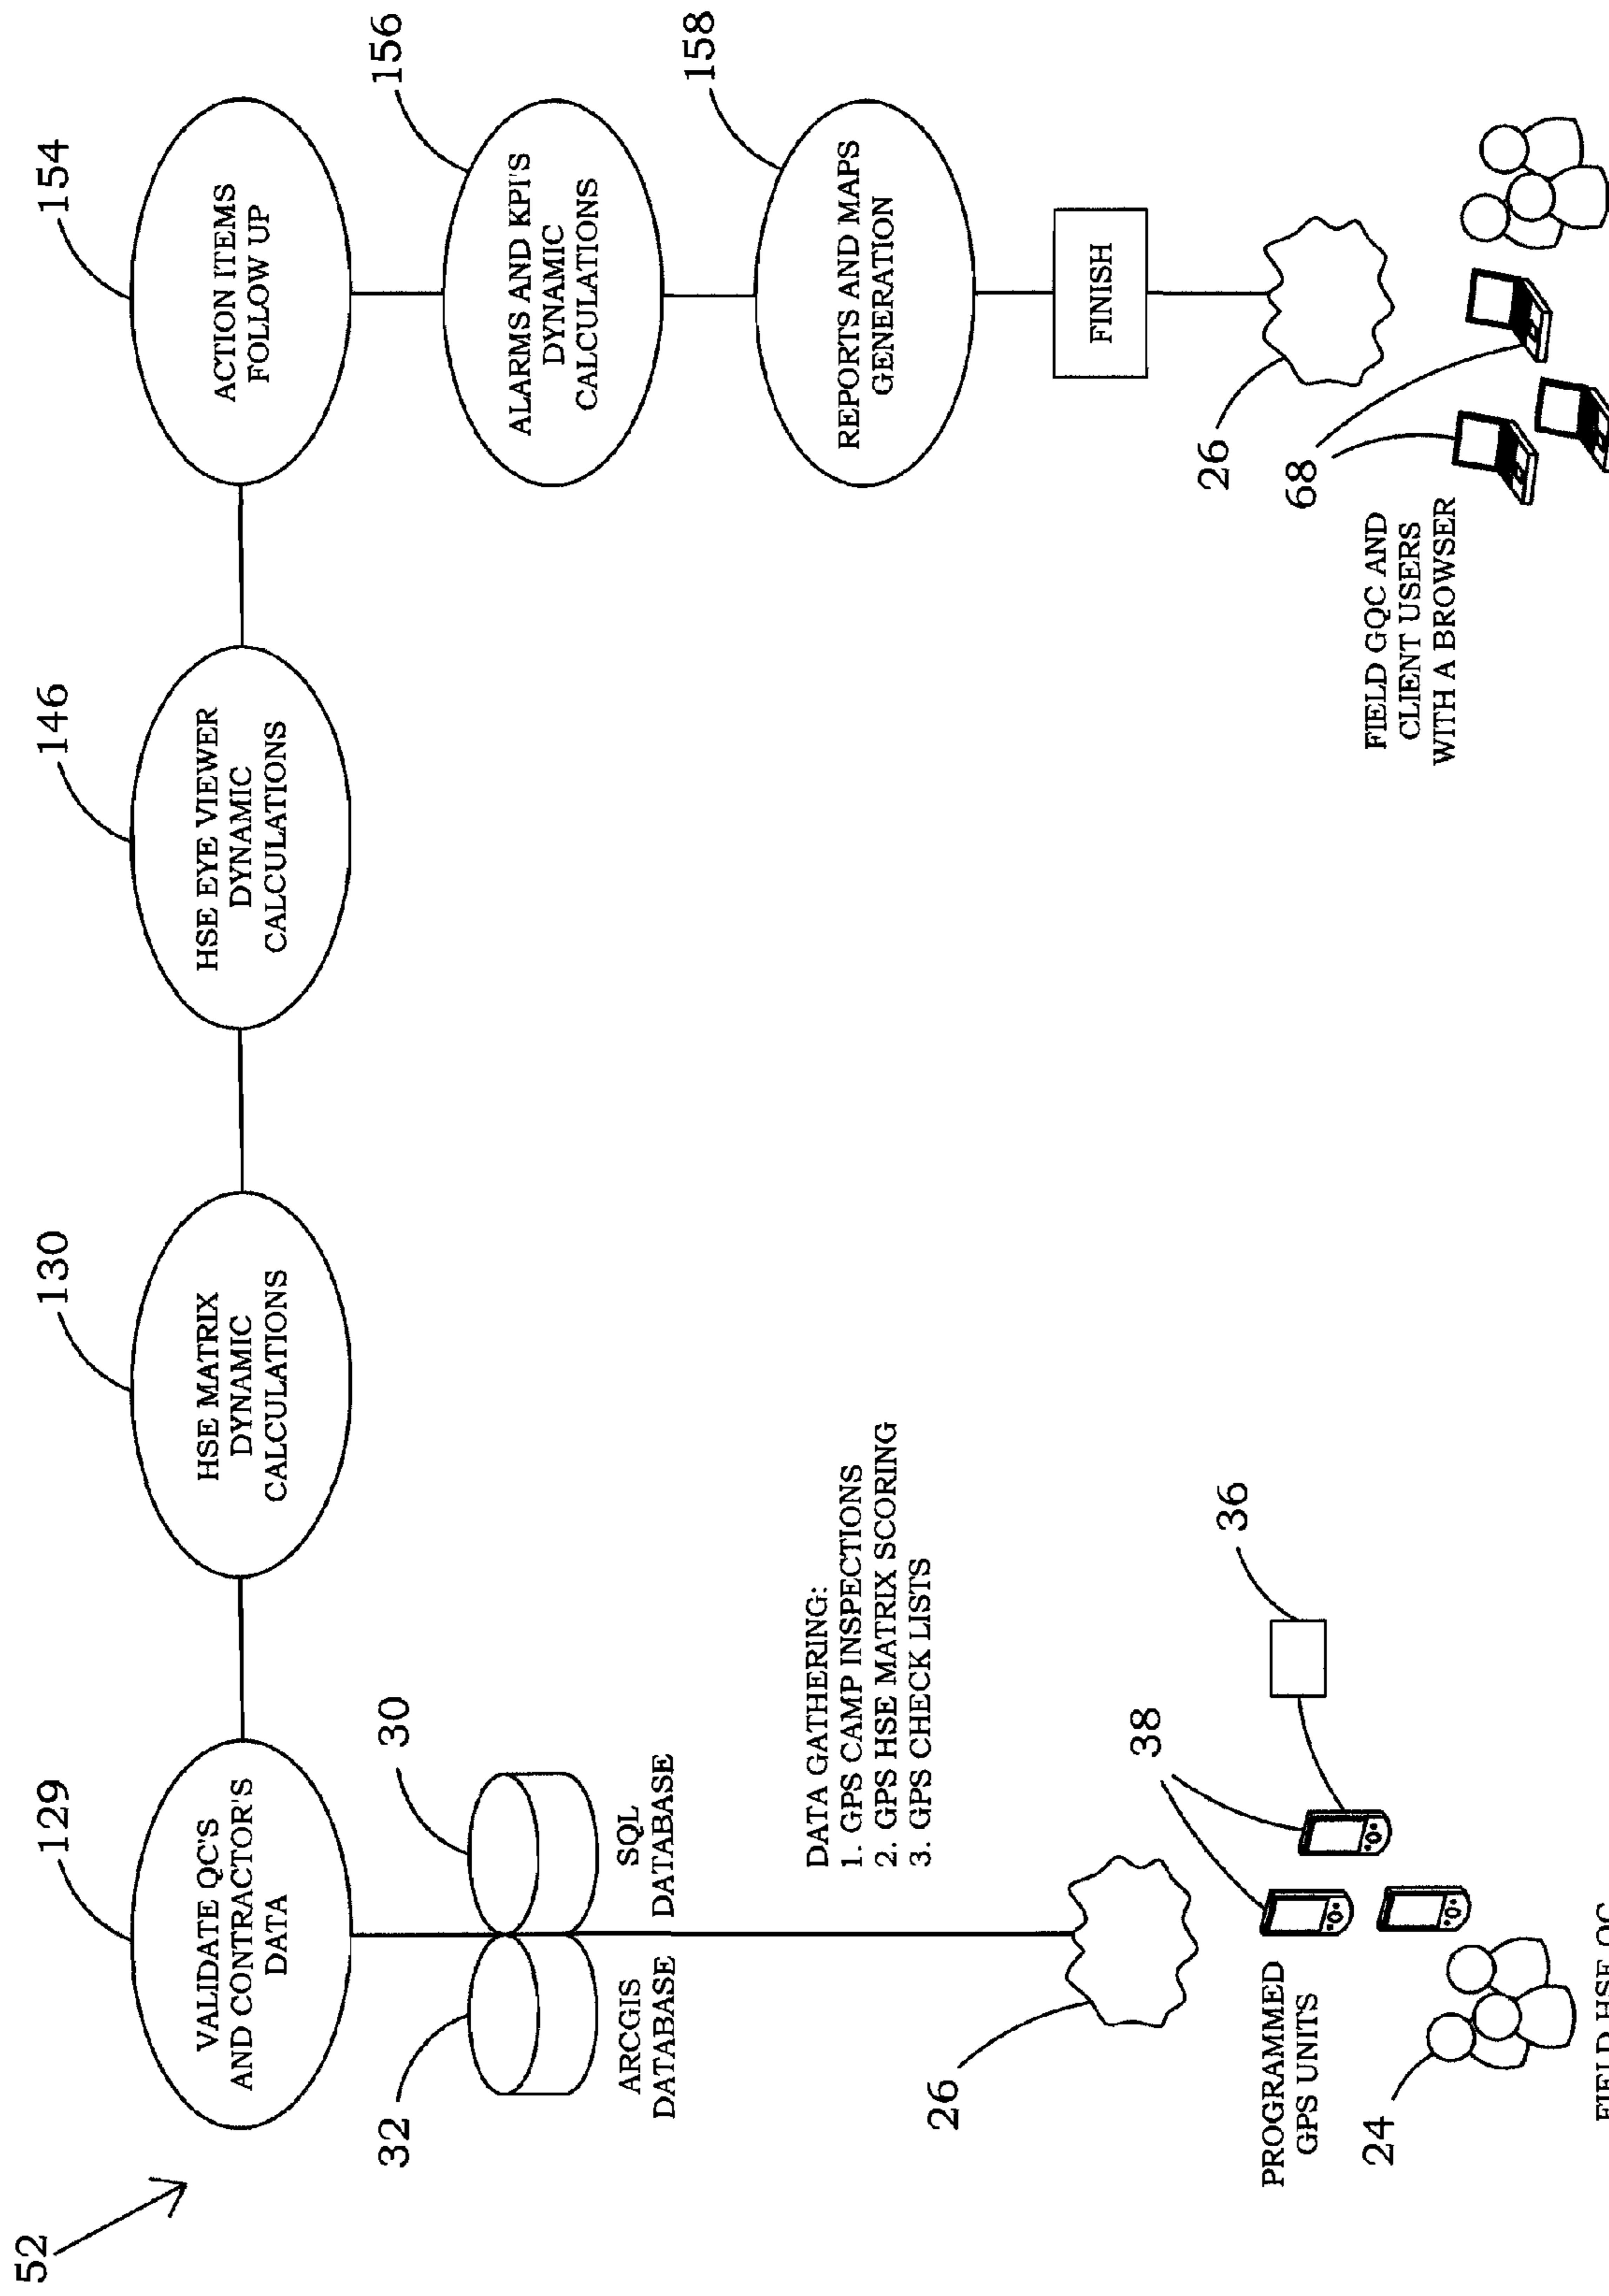 52
129
VALIDATE QC'S
AND CONTRACTOR'S
DATA
130
HSE MATRIX
DYNAMIC
CALCULATIONS
146
HSE EYE VIEWER
DYNAMIC
CALCULATIONS
154
ACTION ITEMS
FOLLOW UP
156
ALARMS AND KPI'S
DYNAMIC
CALCULATIONS
158
REPORTS AND MAPS
GENERATION
FINISH
26
68
FIELD GQC AND
CLIENT USERS
WITH A BROWSER
32
30
ARCGIS
DATABASE
SQL
DATABASE
DATA GATHERING:
1. GPS CAMP INSPECTIONS
2. GPS HSE MATRIX SCORING
3. GPS CHECK LISTS
26
36
38
PROGRAMMED
GPS UNITS
24
FIELD HSE QC